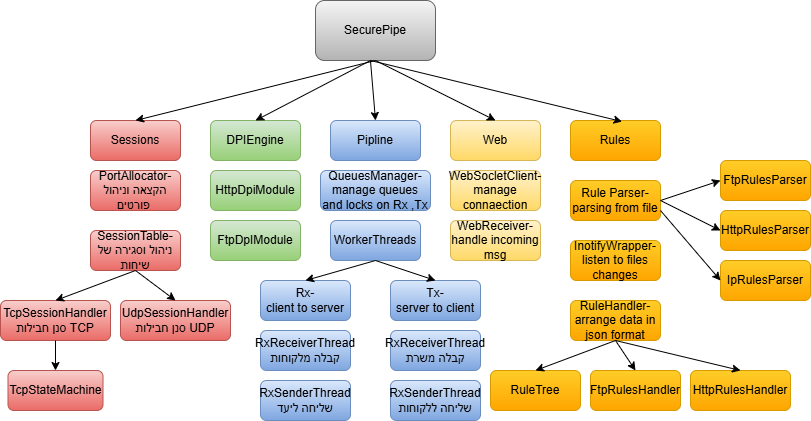 SecurePipe
Sessions
DPIEngine
Pipline
Web
Rules
PortAllocator-
הקצאה וניהול
פורטים
HttpDpiModule
QueuesManager-
manage queues
and locks on Rx ,Tx
WebSocletClient-
manage
connaection)
Rule Parser-
parsing from file
FtpRulesParser
HttpRulesParser
IpRulesParser
SessionTable-
ניהול וסגירה של
שיחות
FtpDpIModule
WorkerThreads
WebReceiver-
handle incoming
msg
InotifyWrapper-
listen to files
changes
TcpSessionHandler
סנן חבילות TCP
UdpSessionHandler
סנן חבילות UDP
Rx-
client to server
Tx-
server to client
RuleHandler-
arrange data in
json format
RxReceiverThread
קבלה מלקוחות
RxReceiverThread
קבלה משרת
TcpStateMachine
RxSenderThread
שליחה ליעד
RxSenderThread
שליחה ללקוחות
RuleTree
FtpRulesHandler
HttpRulesHandler